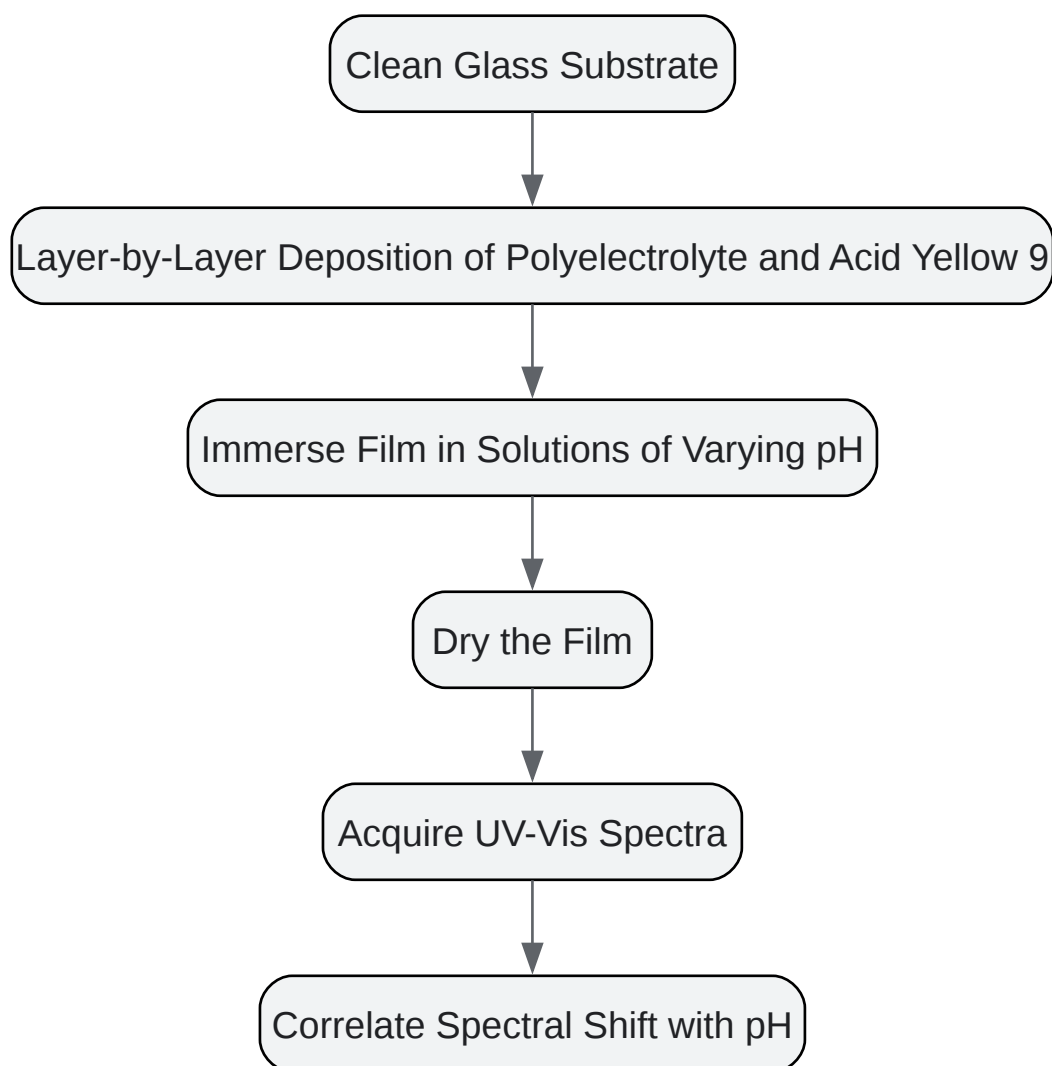 Clean Glass Substrate
Layer-by-Layer Deposition of Polyelectrolyte and Acid Yellow 9
Immerse Film in Solutions of Varying pH
Dry the Film
Acquire UV-Vis Spectra
Correlate Spectral Shift with pH